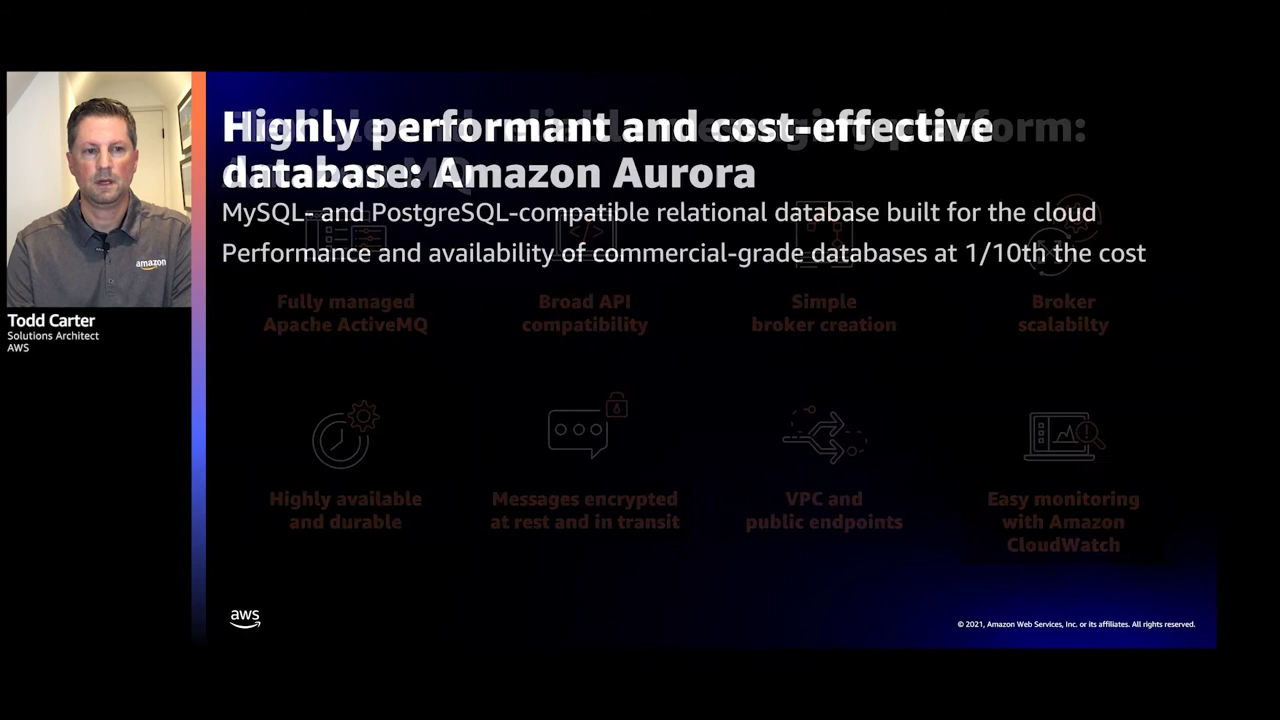 Highly performant and cost-effective
database: Amazon Aurora
MySQL- and PostgreSQL-compatible relational database built for the cloud
Performance and availability of commercial-grade databases at 1/10th the cost
amazon
Todd Carter
Solutions Architect
AWS
Fully managed
Apache ActiveMQ
Broad API
compatibility
Simple
broker creation
Broker
scalabilty
Highly available
and durable
Messages encrypted
at rest and in transit
VPC and
public endpoints
Easy monitoring
with Amazon
CloudWatch
aws
© 2021, Amazon Web Services, Inc. or its affiliates. All rights reserved.